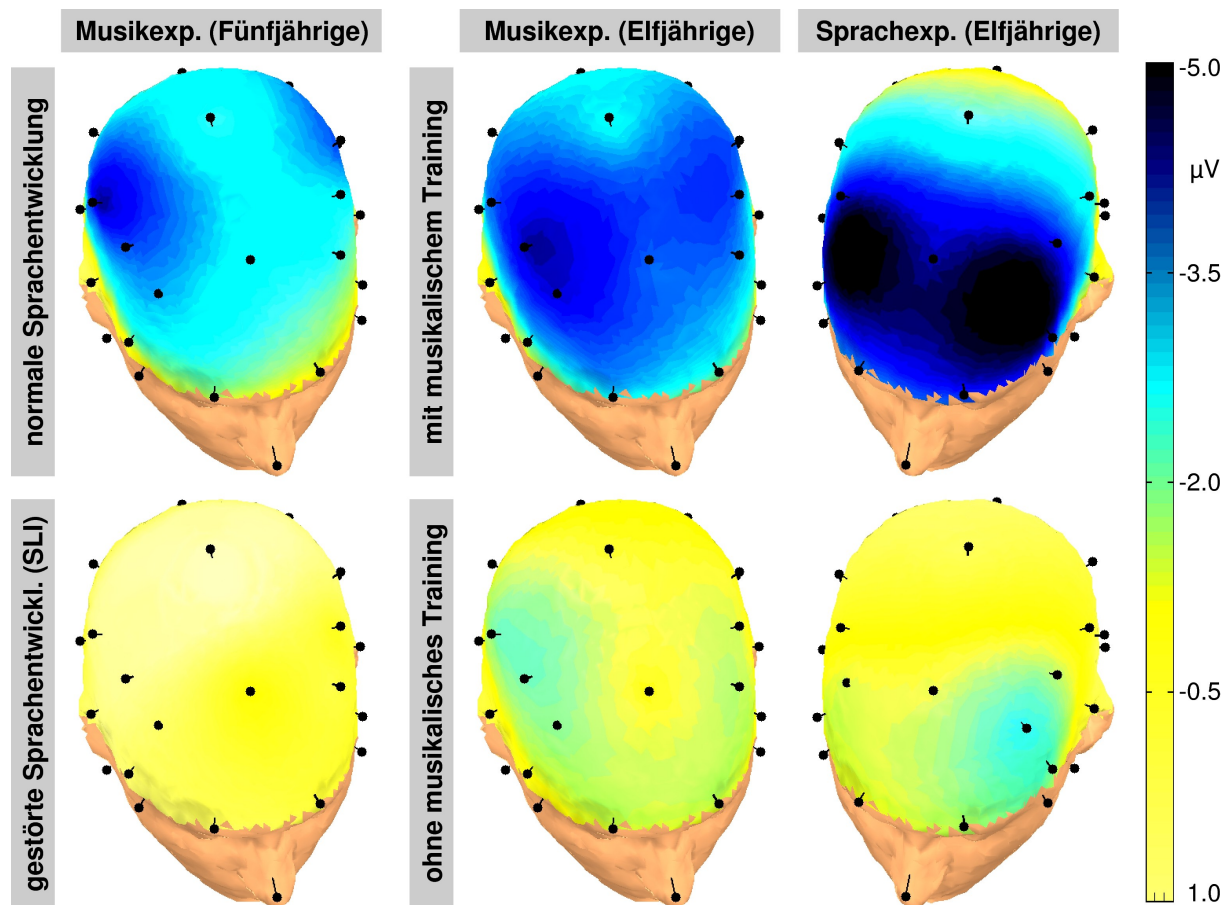 Musikexp. (Fünfjährige)
Musikexp. (Elfjährige)
Sprachexp. (Elfjährige)
normale Sprachentwicklung
mit musikalischem Training
gestörte Sprachentwickl. (SLI)
ohne musikalisches Training
-5.0
µV
-3.5
-2.0
-0.5
1.0